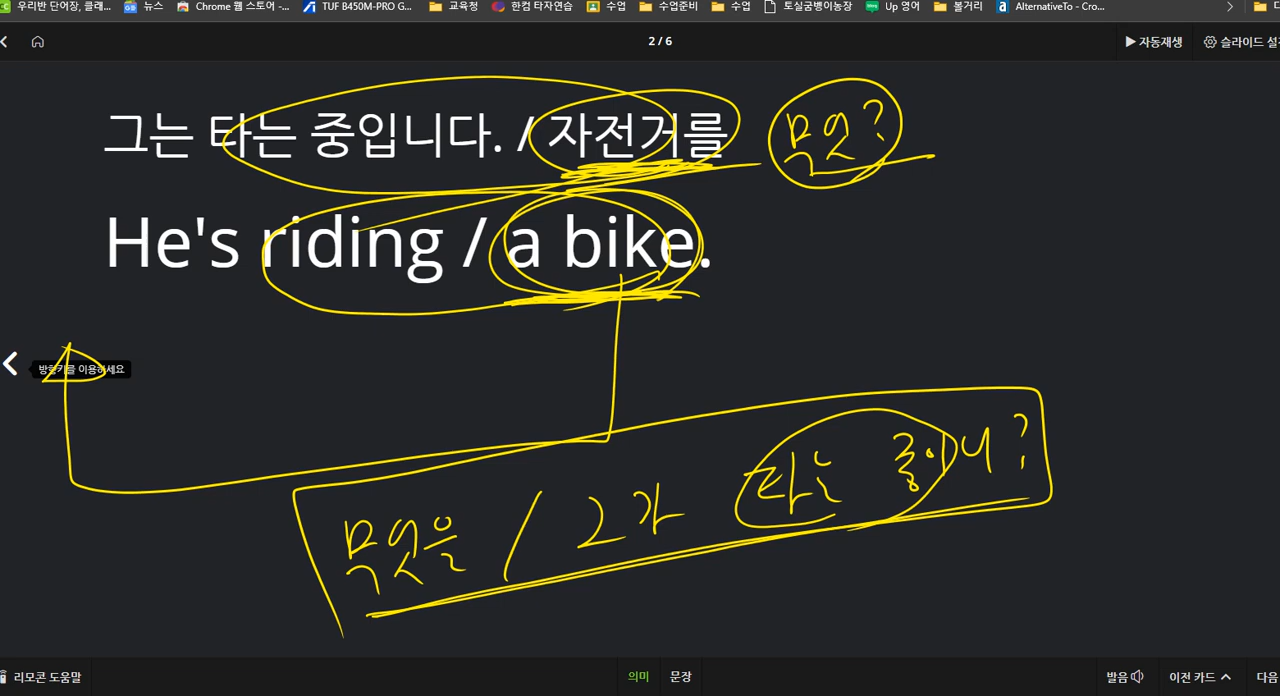 우리반 단어장, 클래... 뉴스 Chrome 웹 스토어 -... TUF B450M-PRO G... 교육청 한컴 타자연습 수업 수업준비 수업 토실굼벵이농장 Up 영어 볼거리 AlternativeTo - Cro...
2 / 6 자동재생 슬라이드 설
그는 타는 중입니다. / 자전거를 무엇?
He's riding / a bike.
방향키를 이용하세요
무엇을 / 그가 타는 중이니?
리모콘 도움말 의미 문장 발음 이전 카드 다음